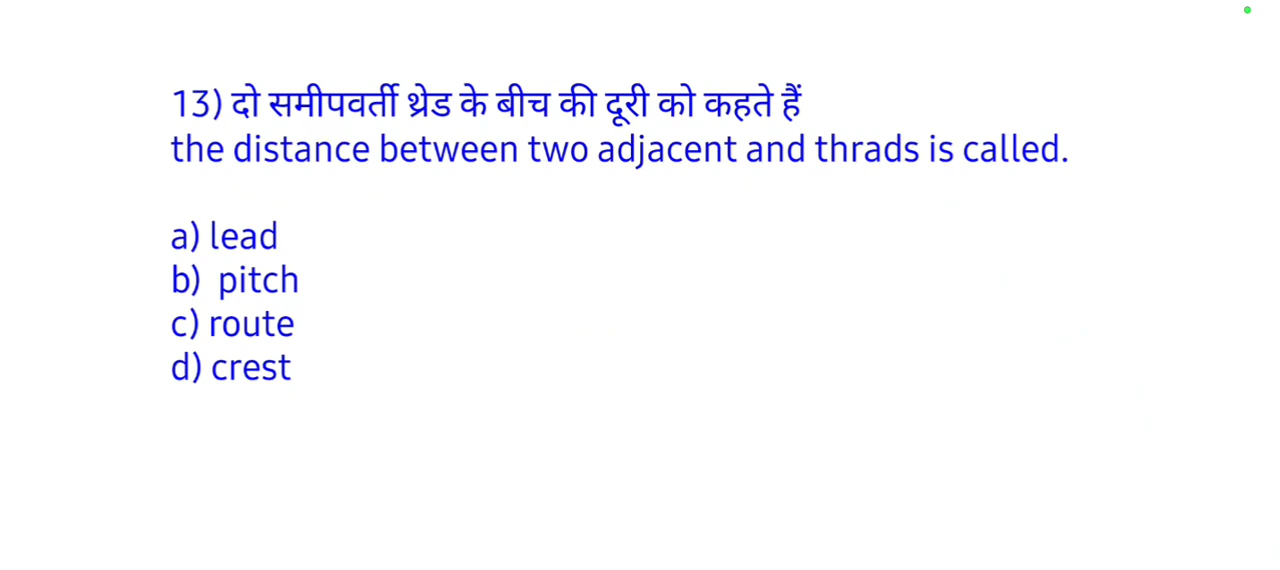 13) दो समीपवर्ती थ्रेड के बीच की दूरी को कहते हैं
the distance between two adjacent and thrads is called.
a) lead
b) pitch
c) route
d) crest